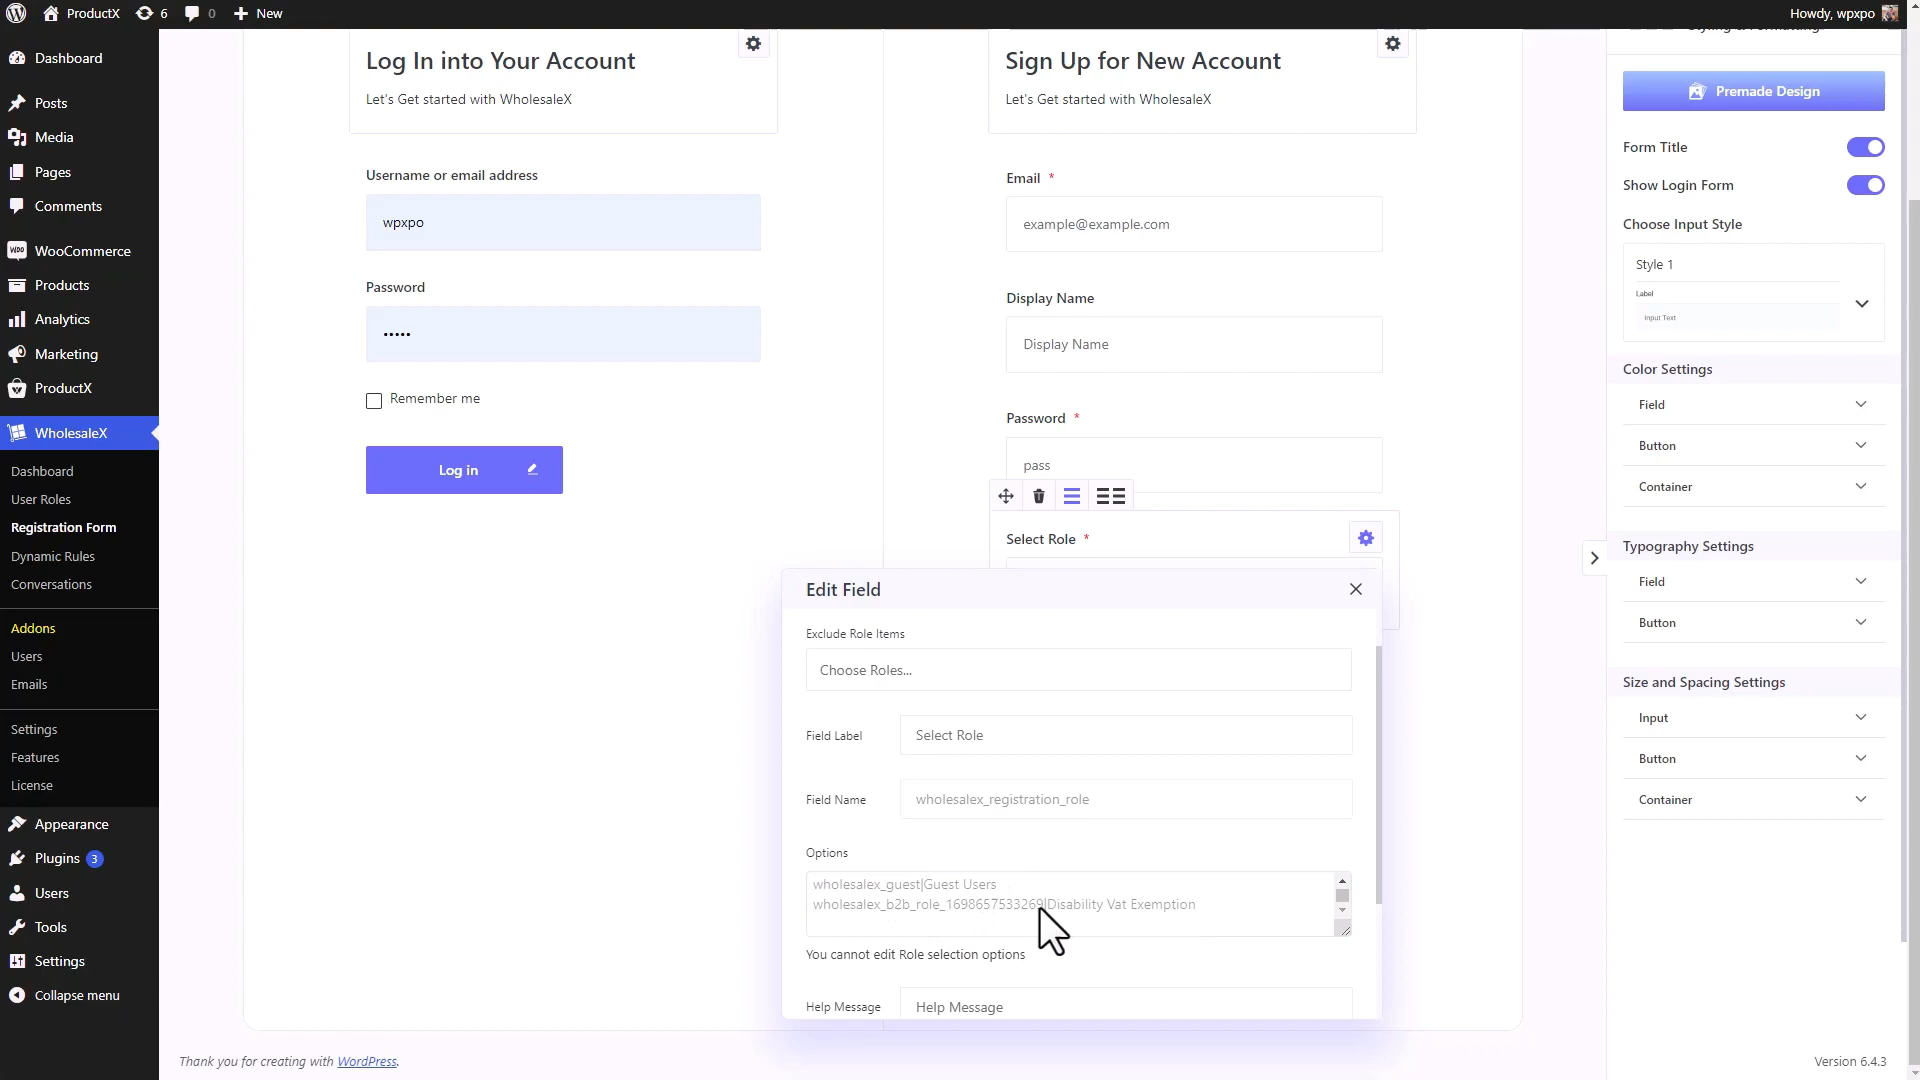 ProductX
6
0
New
Howdy, wpxpo
Dashboard
Posts
Media
Pages
Comments
WooCommerce
Products
Analytics
Marketing
ProductX
WholesaleX
Dashboard
User Roles
Registration Form
Dynamic Rules
Conversations
Addons
Users
Emails
Settings
Features
License
Appearance
Plugins 3
Users
Tools
Settings
Collapse menu
Log In into Your Account
Let's Get started with WholesaleX
Username or email address
wpxpo
Password
•••••
Remember me
Log in
Sign Up for New Account
Let's Get started with WholesaleX
Email *
example@example.com
Display Name
Display Name
Password *
pass
Select Role *
Edit Field
Exclude Role Items
Choose Roles...
Field Label
Select Role
Field Name
wholesalex_registration_role
Options
wholesalex_guest|Guest Users
wholesalex_b2b_role_1698657533269|Disability Vat Exemption
You cannot edit Role selection options
Help Message
Help Message
Styling & Formatting
Premade Design
Form Title
Show Login Form
Choose Input Style
Style 1
Label
Input Text
Color Settings
Field
Button
Container
Typography Settings
Field
Button
Size and Spacing Settings
Input
Button
Container
Thank you for creating with WordPress.
Version 6.4.3